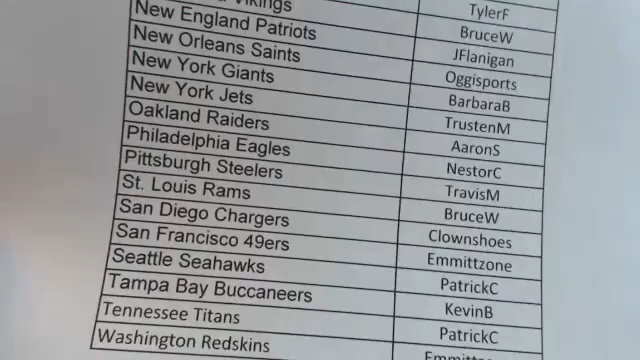 TylerF
Vikings BruceW
New England Patriots JFlanigan
New Orleans Saints Oggisports
New York Giants BarbaraB
New York Jets TrustenM
Oakland Raiders AaronS
Philadelphia Eagles NestorC
Pittsburgh Steelers TravisM
St. Louis Rams BruceW
San Diego Chargers Clownshoes
San Francisco 49ers Emmittzone
Seattle Seahawks PatrickC
Tampa Bay Buccaneers KevinB
Tennessee Titans PatrickC
Washington Redskins